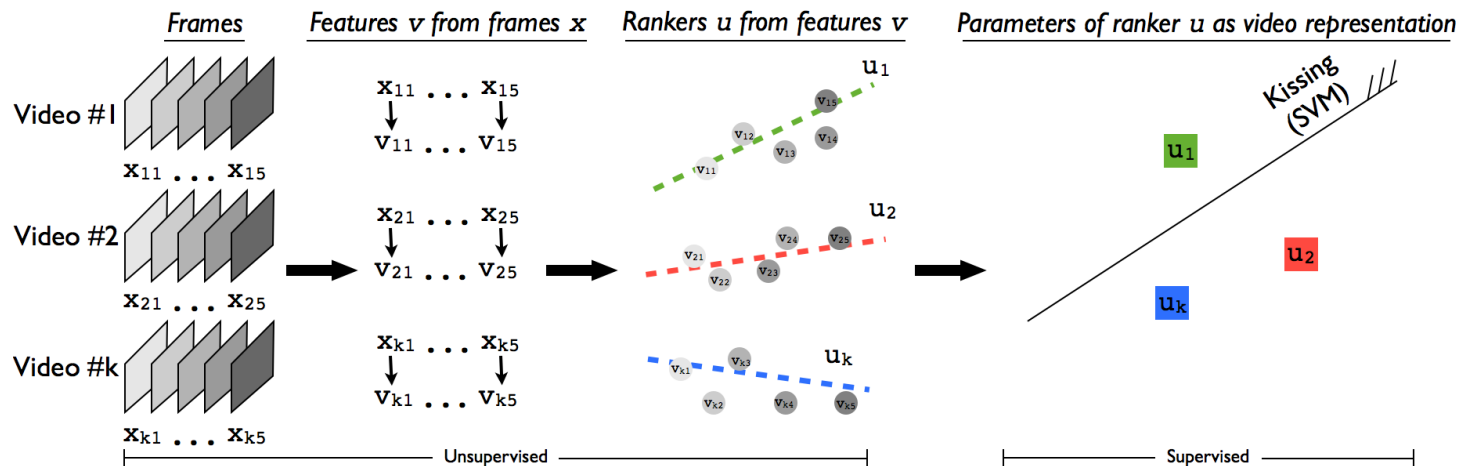 Frames
Features v from frames x
Rankers u from features v
Parameters of ranker u as video representation
Video #1
x11 ... x15
x11 ... x15
v11 ... v15
u1
v11
v12
v13
v14
v15
Kissing
(SVM)
u1
Video #2
x21 ... x25
x21 ... x25
v21 ... v25
u2
v21
v22
v23
v24
v25
u2
Video #k
xk1 ... xk5
xk1 ... xk5
vk1 ... vk5
uk
vk1
vk2
vk3
vk4
vk5
uk
Unsupervised
Supervised